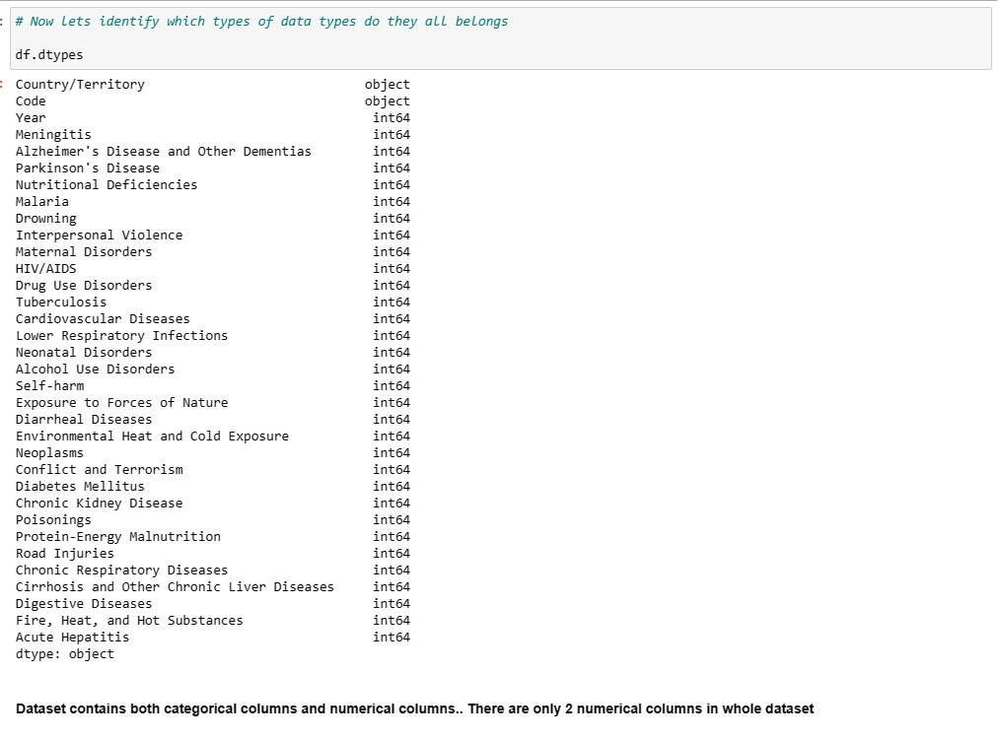 # Now Lets identify which types of data types do they all belongs
df.dtypes
Country/Territory object
Code object
Year int64
Meningitis int64
Alzheimer's Disease and Other Dementias int64
Parkinson's Disease int64
Nutritional Deficiencies int64
Malaria int64
Drowning int64
Interpersonal Violence int64
Maternal Disorders int64
HIV/AIDS int64
Drug Use Disorders int64
Tuberculosis int64
Cardiovascular Diseases int64
Lower Respiratory Infections int64
Neonatal Disorders int64
Alcohol Use Disorders int64
Self-harm int64
Exposure to Forces of Nature int64
Diarrheal Diseases int64
Environmental Heat and Cold Exposure int64
Neoplasms int64
Conflict and Terrorism int64
Diabetes Mellitus int64
Chronic Kidney Disease int64
Poisonings int64
Protein-Energy Malnutrition int64
Road Injuries int64
Chronic Respiratory Diseases int64
Cirrhosis and Other Chronic Liver Diseases int64
Digestive Diseases int64
Fire, Heat, and Hot Substances int64
Acute Hepatitis int64
dtype: object
Dataset contains both categorical columns and numerical columns.. There are only 2 numerical columns in whole dataset